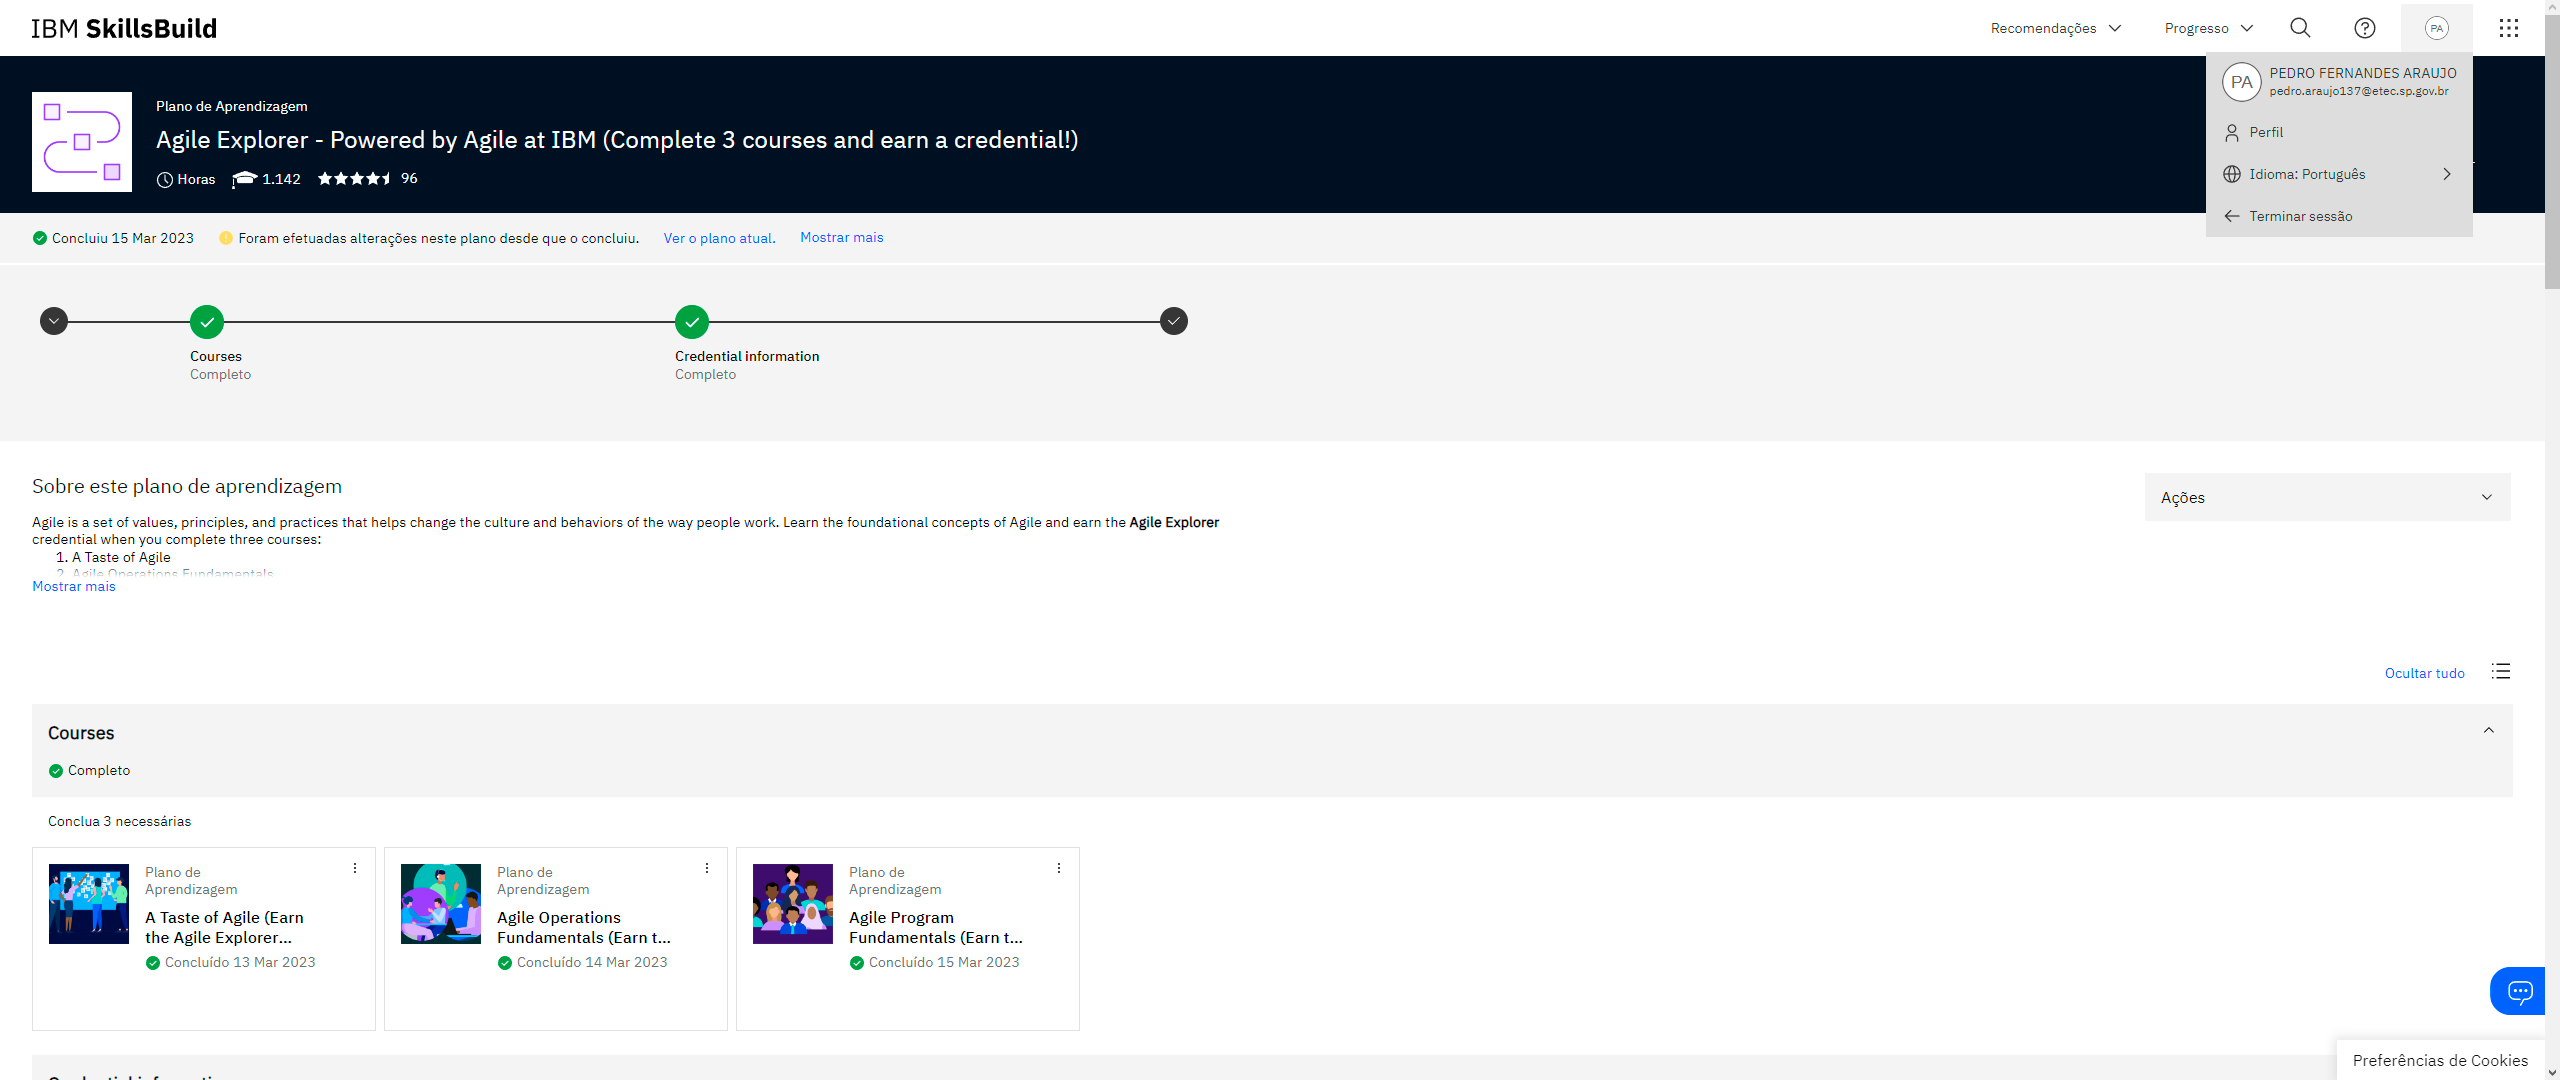 IBM SkillsBuild
Recomendações
Progresso
PA
PA
PEDRO FERNANDES ARAUJO
pedro.araujo137@etec.sp.gov.br
Perfil
Idioma: Português
Terminar sessão
Plano de Aprendizagem
Agile Explorer - Powered by Agile at IBM (Complete 3 courses and earn a credential!)
Horas 1.142 96
Concluiu 15 Mar 2023 Foram efetuadas alterações neste plano desde que o concluiu. Ver o plano atual. Mostrar mais
Courses
Completo
Credential information
Completo
Sobre este plano de aprendizagem
Ações
Agile is a set of values, principles, and practices that helps change the culture and behaviors of the way people work. Learn the foundational concepts of Agile and earn the Agile Explorer
credential when you complete three courses:
1. A Taste of Agile
2. Agile Operations Fundamentals
Mostrar mais
Ocultar tudo
Courses
Completo
Conclua 3 necessárias
Plano de
Aprendizagem
A Taste of Agile (Earn
the Agile Explorer...
Concluído 13 Mar 2023
Plano de
Aprendizagem
Agile Operations
Fundamentals (Earn t...
Concluído 14 Mar 2023
Plano de
Aprendizagem
Agile Program
Fundamentals (Earn t...
Concluído 15 Mar 2023
Preferências de Cookies